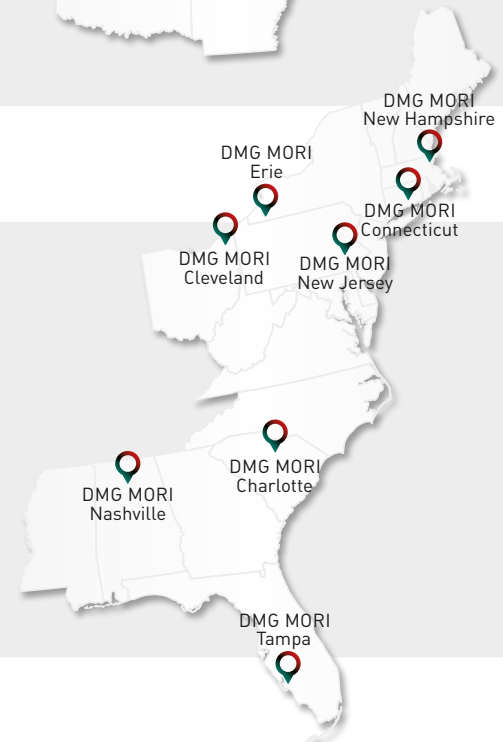 DMG MORI
New Hampshire
DMG MORI
Erie
DMG MORI
Connecticut
DMG MORI
Cleveland
DMG MORI
New Jersey
DMG MORI
Charlotte
DMG MORI
Nashville
DMG MORI
Tampa